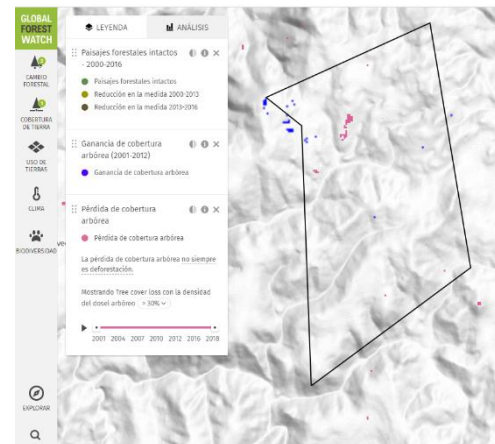 GLOBAL
FOREST
WATCH
CAMBIO
FORESTAL
COBERTURA
DE TIERRA
USO DE
TIERRAS
CLIMA
BIODIVERSIDAD
EXPLORAR
LEYENDA
ANÁLISIS
Paisajes forestales intactos
- 2000-2016
Paisajes forestales intactos
Reducción en la medida 2000-2013
Reducción en la medida 2013-2016
Ganancia de cobertura
arbórea (2001-2012)
Ganancia de cobertura arbórea
Pérdida de cobertura
arbórea
Pérdida de cobertura arbórea
La pérdida de cobertura arbórea no siempre
es deforestación.
Mostrando Tree cover loss con la densidad
del dosel arbóreo > 30%
2001 2004 2007 2010 2012 2016 2018